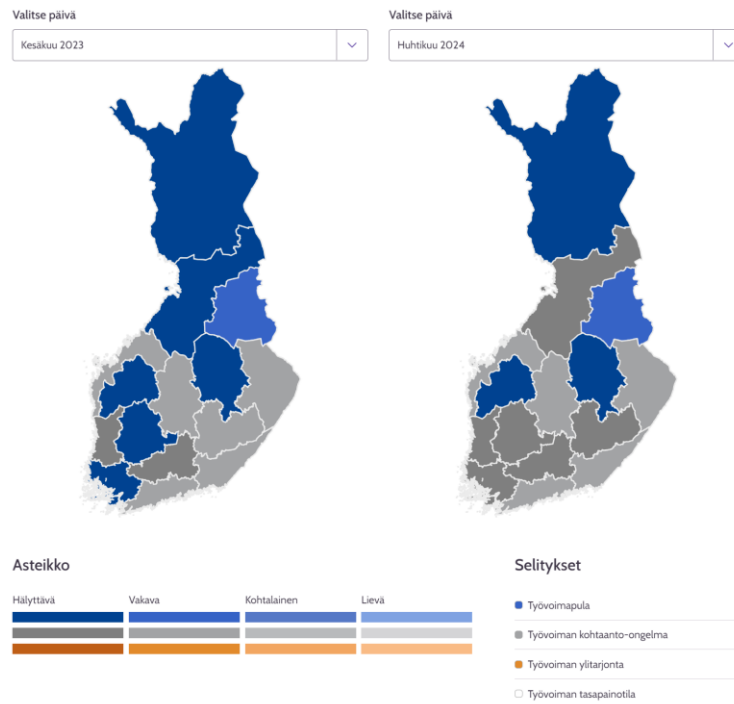 Valitse päivä
Kesäkuu 2023
Valitse päivä
Huhtikuu 2024
Asteikko
Hälyttävä Vakava Kohtalainen Lievä
Selitykset
Työvoimapula
Työvoiman kohtaanto-ongelma
Työvoiman ylitarjonta
Työvoiman tasapainotila